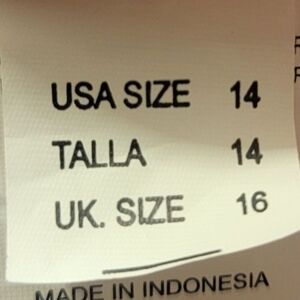 USA SIZE 14
TALLA 14
UK. SIZE 16
MADE IN INDONESIA